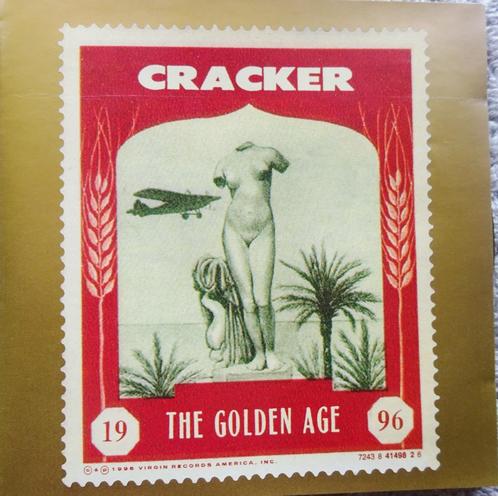 CRACKER
19 THE GOLDEN AGE 96
© ℗ 1996 VIRGIN RECORDS AMERICA, INC. 7243 8 41498 2 6